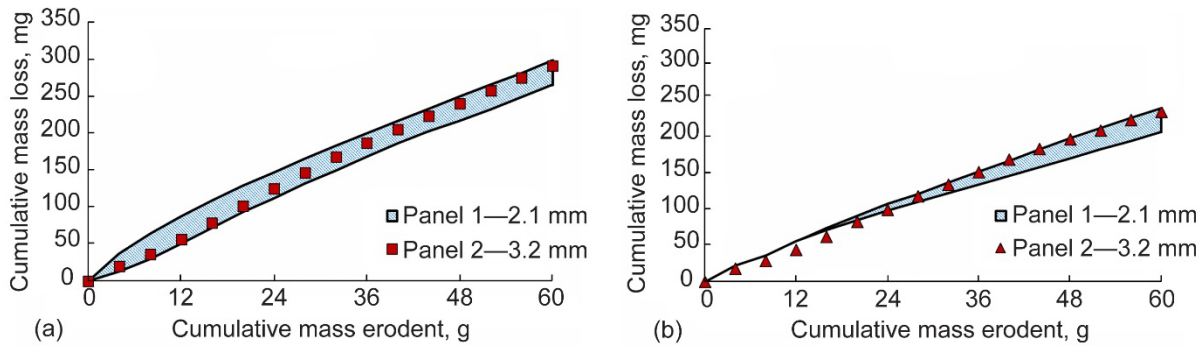 (a)
Cumulative mass loss, mg
350
300
250
200
150
100
50
0
0 12 24 36 48 60
Cumulative mass erodent, g
Panel 1—2.1 mm
Panel 2—3.2 mm
(b)
Cumulative mass loss, mg
350
300
250
200
150
100
50
0
0 12 24 36 48 60
Cumulative mass erodent, g
Panel 1—2.1 mm
Panel 2—3.2 mm